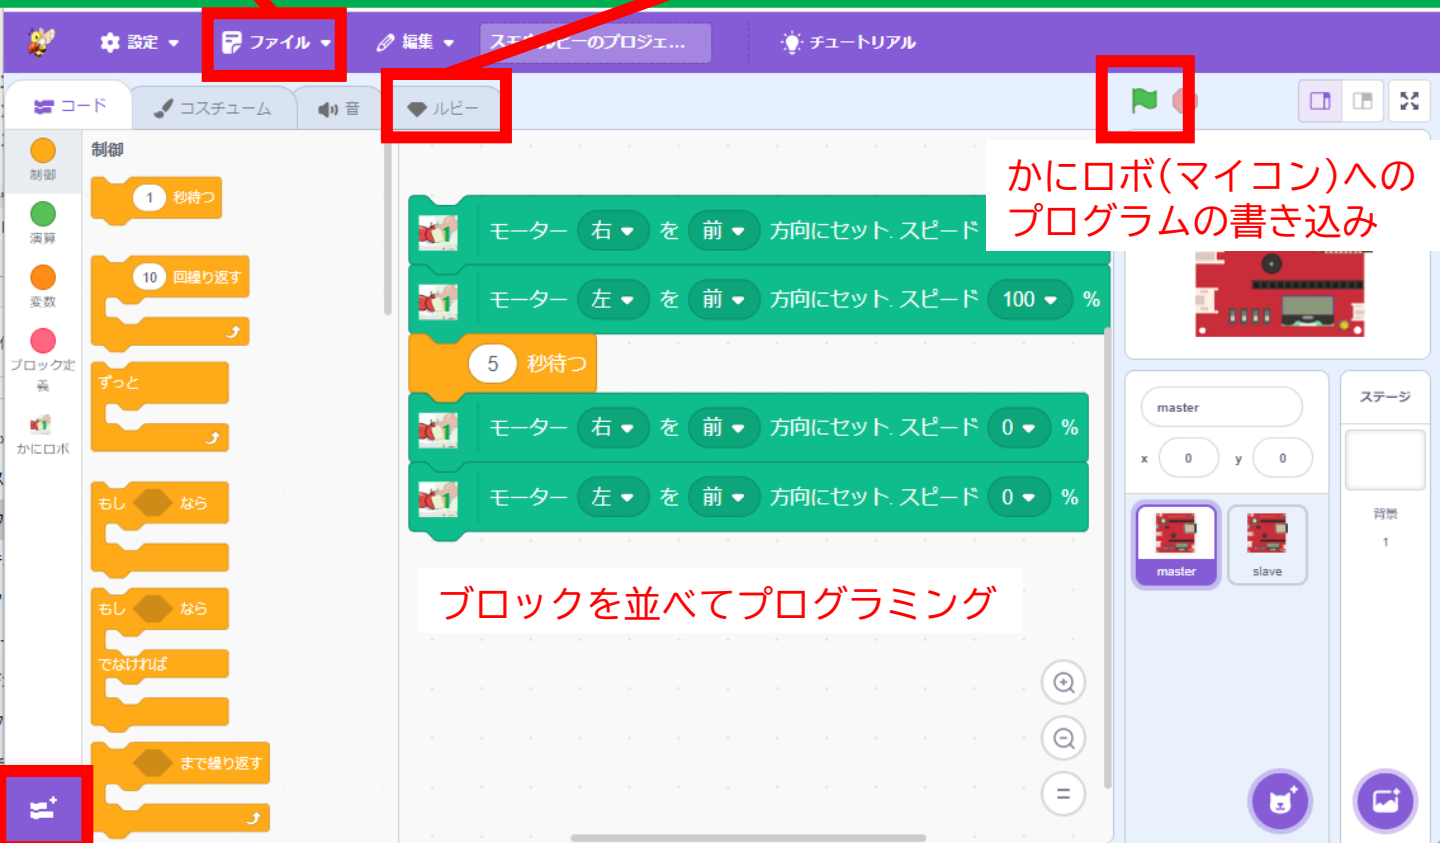 設定
ファイル
編集
チュートリアル
コード
コスチューム
音
ルビー
制御
演算
変数
ブロック定
義
かにロボ
制御
1 秒待つ
10 回繰り返す
ずっと
もし なら
もし なら
でなければ
まで繰り返す
モーター 右 を 前 方向にセット. スピード
モーター 左 を 前 方向にセット. スピード 100 %
5 秒待つ
モーター 右 を 前 方向にセット. スピード 0 %
モーター 左 を 前 方向にセット. スピード 0 %
ブロックを並べてプログラミング
かにロボ(マイコン)への
プログラムの書き込み
master
x 0 y 0
master
slave
ステージ
背景
1